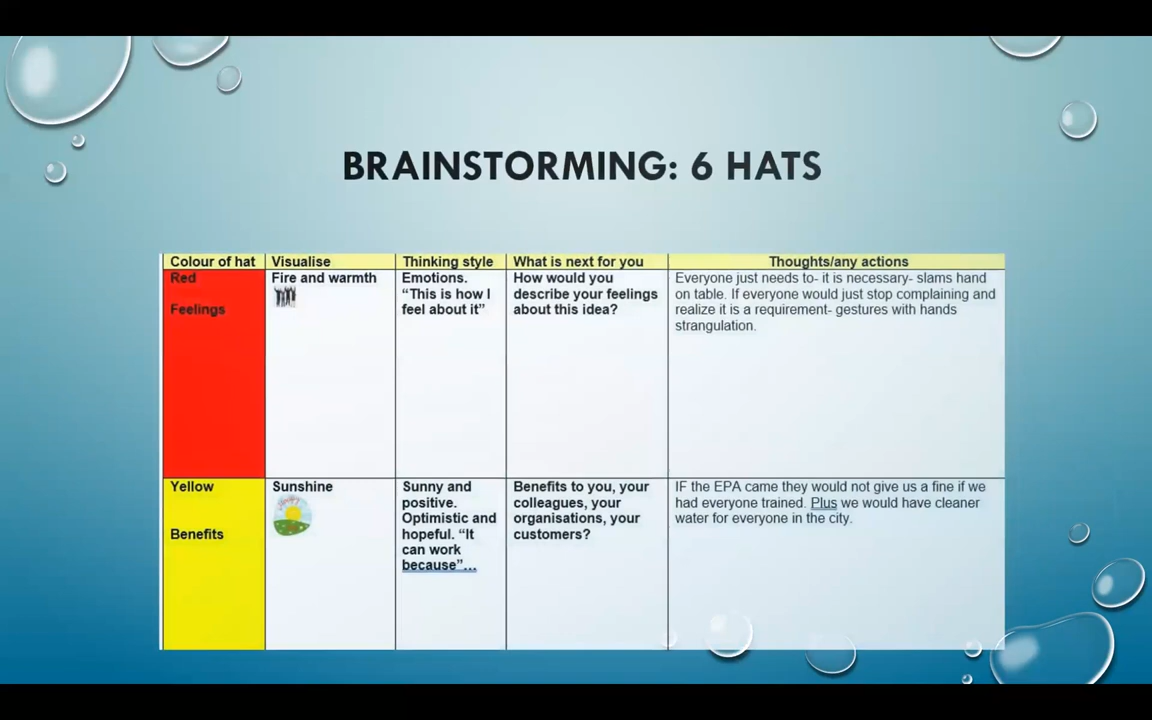 BRAINSTORMING: 6 HATS
Colour of hat Visualise Thinking style What is next for you Thoughts/any actions
Red
Feelings
Fire and warmth
Emotions.
“This is how I
feel about it”
How would you
describe your feelings
about this idea?
Everyone just needs to- it is necessary- slams hand
on table. If everyone would just stop complaining and
realize it is a requirement- gestures with hands
strangulation.
Yellow
Benefits
Sunshine
Sunny and
positive.
Optimistic and
hopeful. “It
can work
because”…
Benefits to you, your
colleagues, your
organisations, your
customers?
IF the EPA came they would not give us a fine if we
had everyone trained. Plus we would have cleaner
water for everyone in the city.